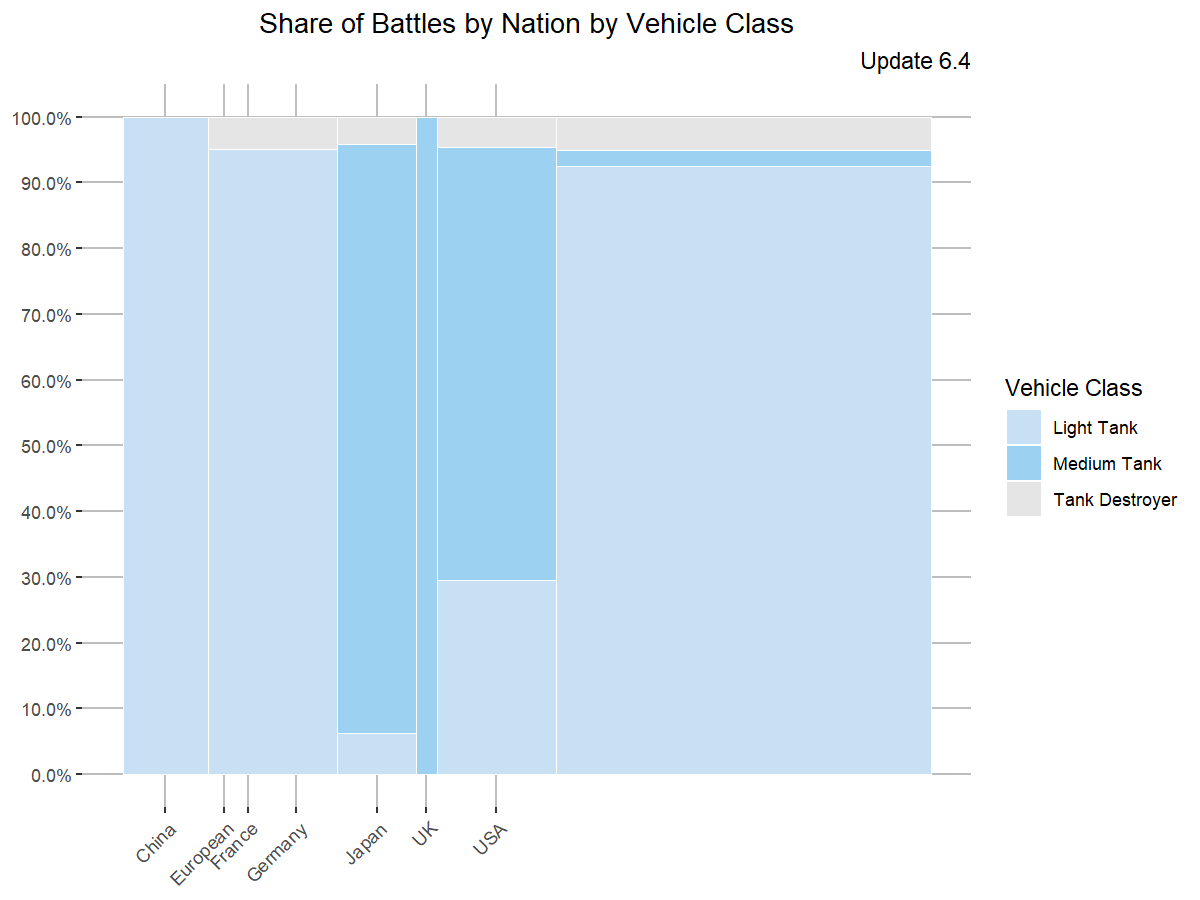 Share of Battles by Nation by Vehicle Class
Update 6.4
100.0%
90.0%
80.0%
70.0%
60.0%
50.0%
40.0%
30.0%
20.0%
10.0%
0.0%
China
European
France
Germany
Japan
UK
USA
Vehicle Class
Light Tank
Medium Tank
Tank Destroyer